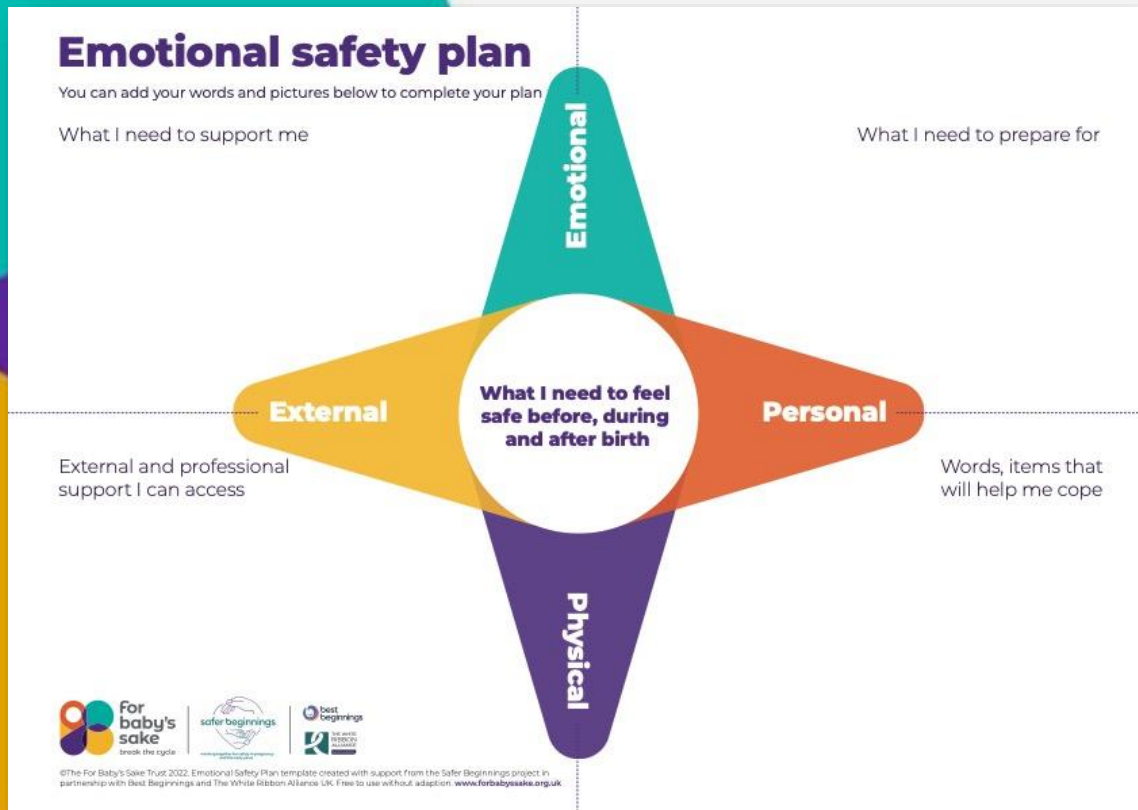 Emotional safety plan
You can add your words and pictures below to complete your plan
What I need to support me
What I need to prepare for
Emotional
External
What I need to feel
safe before, during
and after birth
Personal
External and professional
support I can access
Words, items that
will help me cope
Physical
for
baby's
sake
break the cycle
safer beginnings
best
beginnings
THE WHITE
RIBBON
ALLIANCE
©The For Baby's Sake Trust 2022. Emotional Safety Plan template created with support from the Safer Beginnings project in
partnership with Best Beginnings and The White Ribbon Alliance UK. Free to use without adaption www.forbabyssake.org.uk